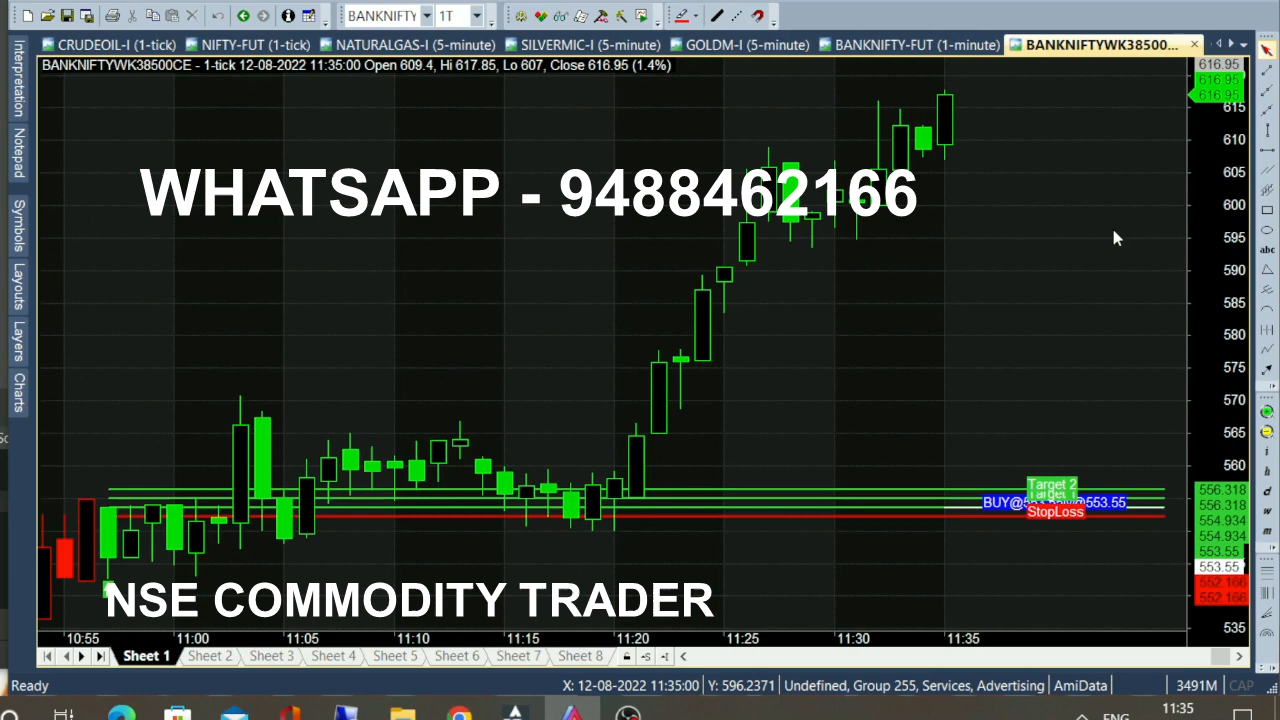 BANKNIFTY
1T
CRUDEOIL-I (1-tick)
NIFTY-FUT (1-tick)
NATURALGAS-I (5-minute)
SILVERMIC-I (5-minute)
GOLDM-I (5-minute)
BANKNIFTY-FUT (1-minute)
BANKNIFTYWK38500...
BANKNIFTYWK38500CE - 1-tick 12-08-2022 11:35:00 Open 609.4, Hi 617.85, Lo 607, Close 616.95 (1.4%)
Interpretation
Notepad
Symbols
Layouts
Layers
Charts
WHATSAPP - 9488462166
616.95
616.95
616.95
615
610
605
600
595
590
585
580
575
570
565
560
556.318
556.318
554.934
554.934
553.55
553.55
552.166
552.166
535
abc
Target 2
Target 1
BUY@553.55
@553.55
StopLoss
NSE COMMODITY TRADER
10:55
11:00
11:05
11:10
11:15
11:20
11:25
11:30
11:35
Sheet 1
Sheet 2
Sheet 3
Sheet 4
Sheet 5
Sheet 6
Sheet 7
Sheet 8
Ready
X: 12-08-2022 11:35:00
Y: 596.2371
Undefined, Group 255, Services, Advertising
AmiData
3491M
CAP
ENG
11:35